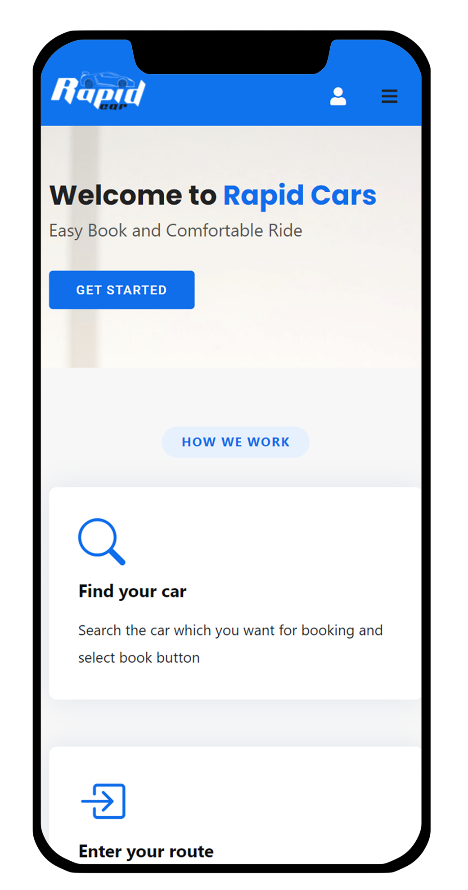 Rapid
car
Welcome to Rapid Cars
Easy Book and Comfortable Ride
GET STARTED
HOW WE WORK
Find your car
Search the car which you want for booking and
select book button
Enter your route